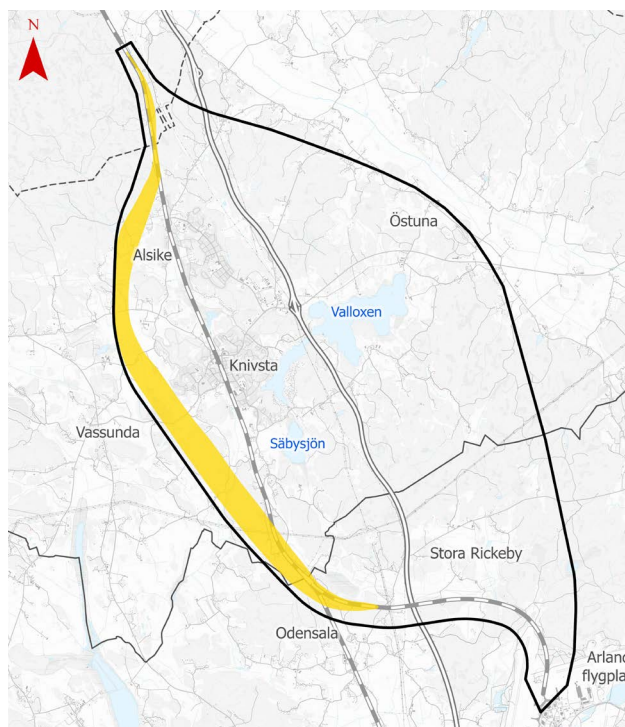 N
Östuna
Alsike
Valloxen
Knivsta
Vassunda
Säbysjön
Stora Rickeby
Odensala
Arland
flygpla